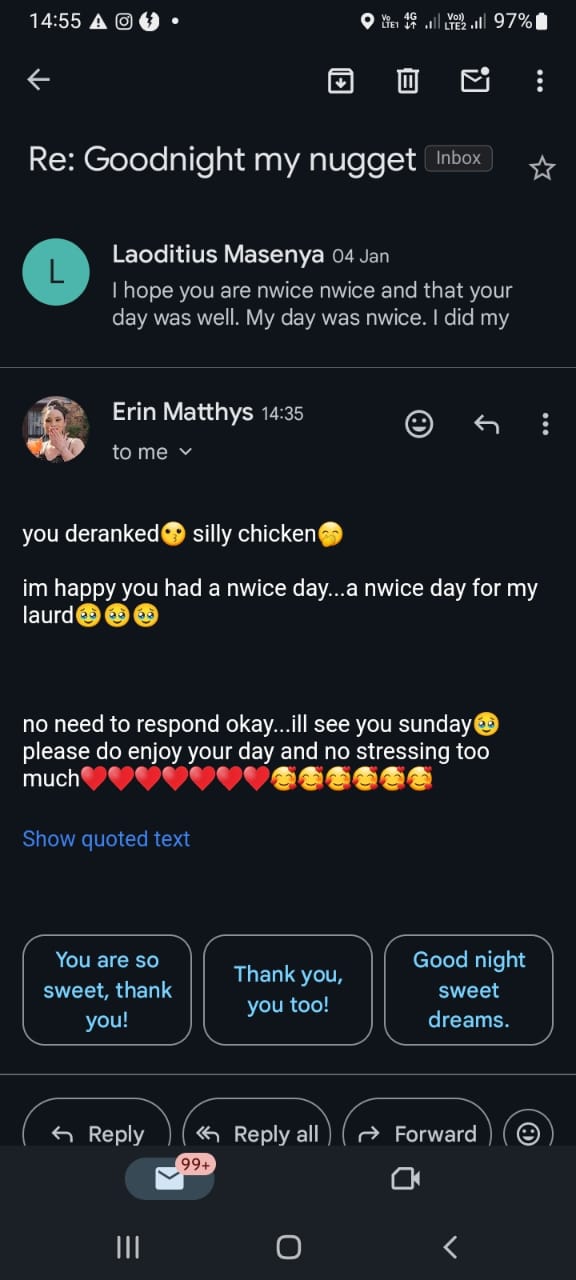 14:55 97%
Re: Goodnight my nugget Inbox
L
Laoditius Masenya 04 Jan
I hope you are nwice nwice and that your
day was well. My day was nwice. I did my
Erin Matthys 14:35
to me
you deranked😗 silly chicken🤭
im happy you had a nwice day...a nwice day for my
laurd🥹🥹🥹
no need to respond okay...ill see you sunday🥹
please do enjoy your day and no stressing too
much❤️❤️❤️❤️❤️❤️❤️🥰🥰🥰🥰🥰🥰
Show quoted text
You are so
sweet, thank
you!
Thank you,
you too!
Good night
sweet
dreams.
Reply
Reply all
Forward
99+